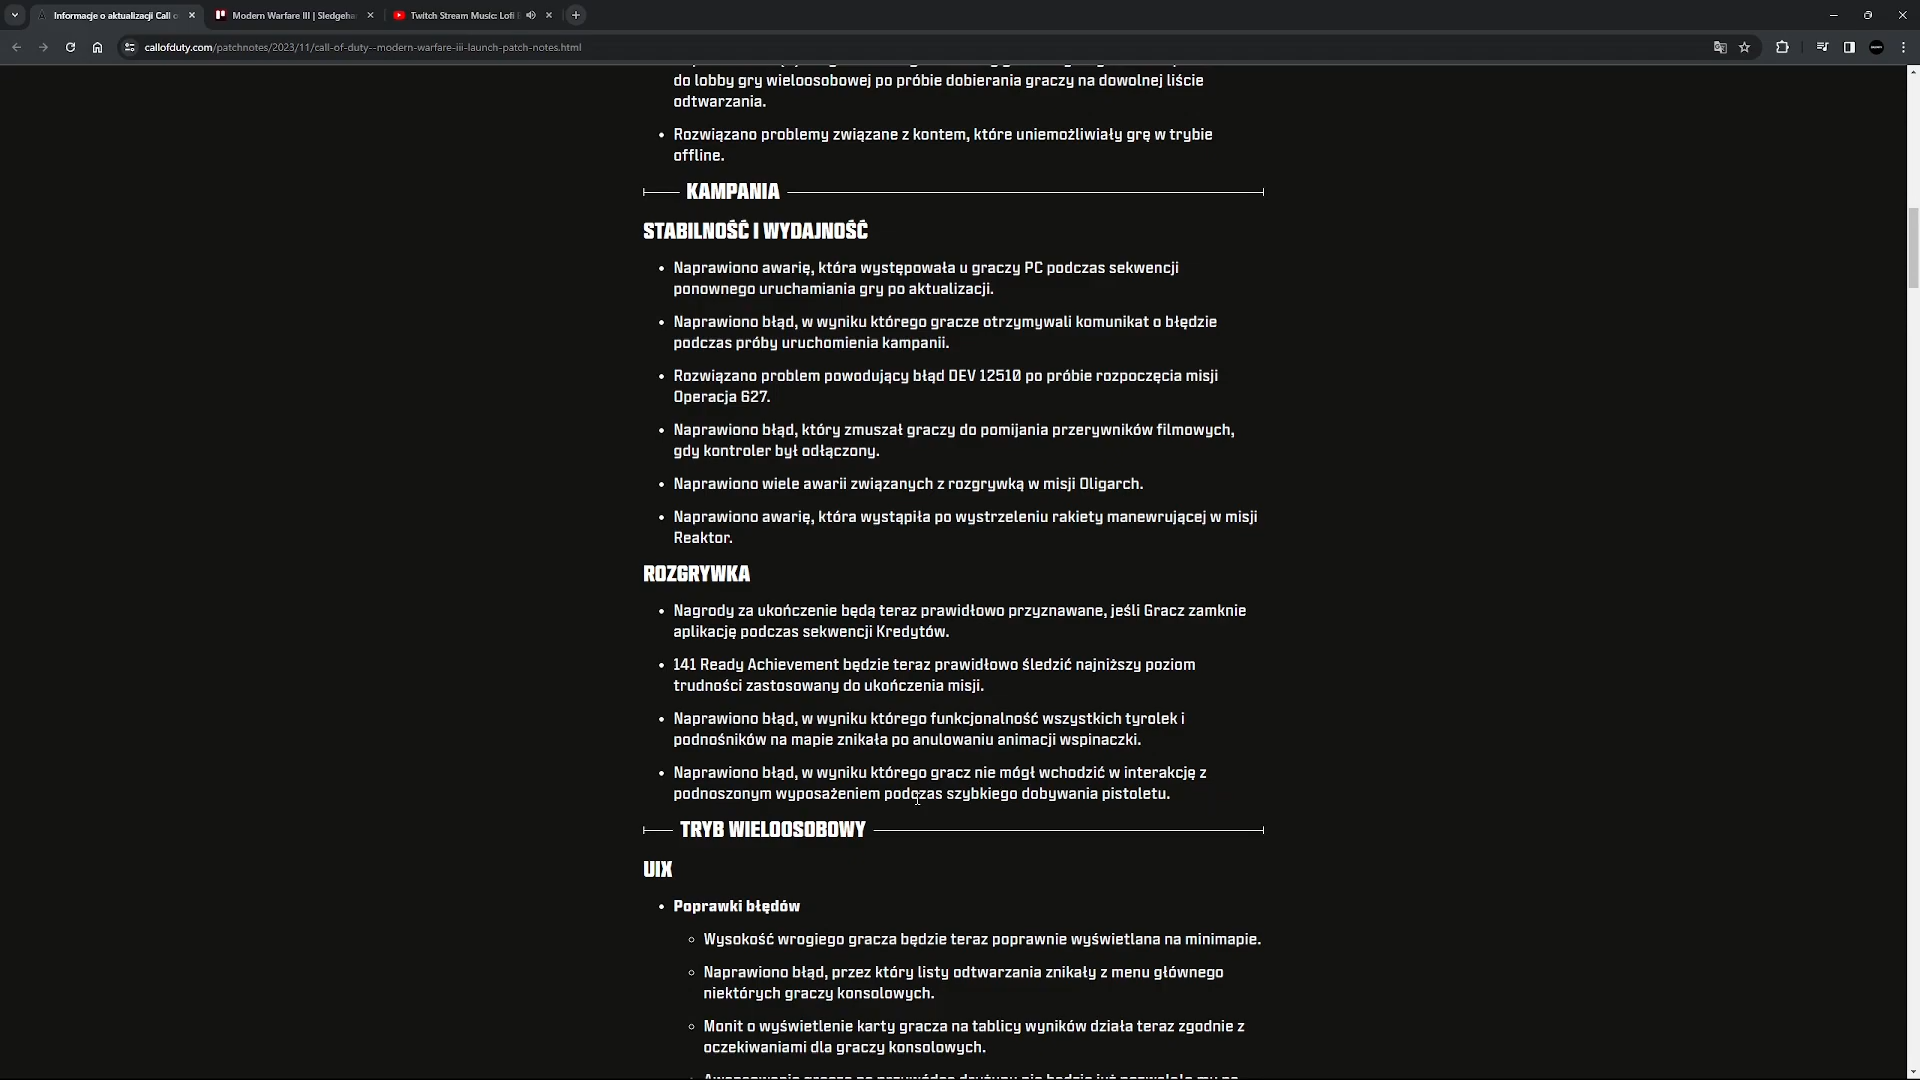 Informacje o aktualizacji Call o
Modern Warfare III | Sledgeha
Twitch Stream Music: Lofi
callofduty.com/patchnotes/2023/11/call-of-duty--modern-warfare-iii-launch-patch-notes.html
do lobby gry wieloosobowej po próbie dobierania graczy na dowolnej liście
odtwarzania.
• Rozwiązano problemy związane z kontem, które uniemożliwiały grę w trybie
offline.
KAMPANIA
STABILNOŚĆ I WYDAJNOŚĆ
• Naprawiono awarię, która występowała u graczy PC podczas sekwencji
ponownego uruchamiania gry po aktualizacji.
• Naprawiono błąd, w wyniku którego gracze otrzymywali komunikat o błędzie
podczas próby uruchomienia kampanii.
• Rozwiązano problem powodujący błąd DEV 12510 po próbie rozpoczęcia misji
Operacja 627.
• Naprawiono błąd, który zmuszał graczy do pomijania przerywników filmowych,
gdy kontroler był odłączony.
• Naprawiono wiele awarii związanych z rozgrywką w misji Oligarch.
• Naprawiono awarię, która wystąpiła po wystrzeleniu rakiety manewrującej w misji
Reaktor.
ROZGRYWKA
• Nagrody za ukończenie będą teraz prawidłowo przyznawane, jeśli Gracz zamknie
aplikację podczas sekwencji Kredytów.
• 141 Ready Achievement będzie teraz prawidłowo śledzić najniższy poziom
trudności zastosowany do ukończenia misji.
• Naprawiono błąd, w wyniku którego funkcjonalność wszystkich tyrolek i
podnośników na mapie znikała po anulowaniu animacji wspinaczki.
• Naprawiono błąd, w wyniku którego gracz nie mógł wchodzić w interakcję z
podnoszonym wyposażeniem podczas szybkiego dobywania pistoletu.
TRYB WIELOOSOBOWY
UIX
• Poprawki błędów
◦ Wysokość wrogiego gracza będzie teraz poprawnie wyświetlana na minimapie.
◦ Naprawiono błąd, przez który listy odtwarzania znikały z menu głównego
niektórych graczy konsolowych.
◦ Monit o wyświetlenie karty gracza na tablicy wyników działa teraz zgodnie z
oczekiwaniami dla graczy konsolowych.